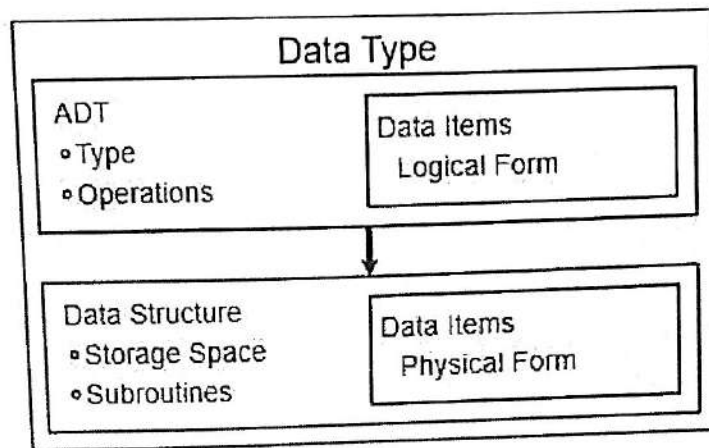 Data Type
ADT
Type
Operations
Data Items
Logical Form
Data Structure
Storage Space
Subroutines
Data Items
Physical Form